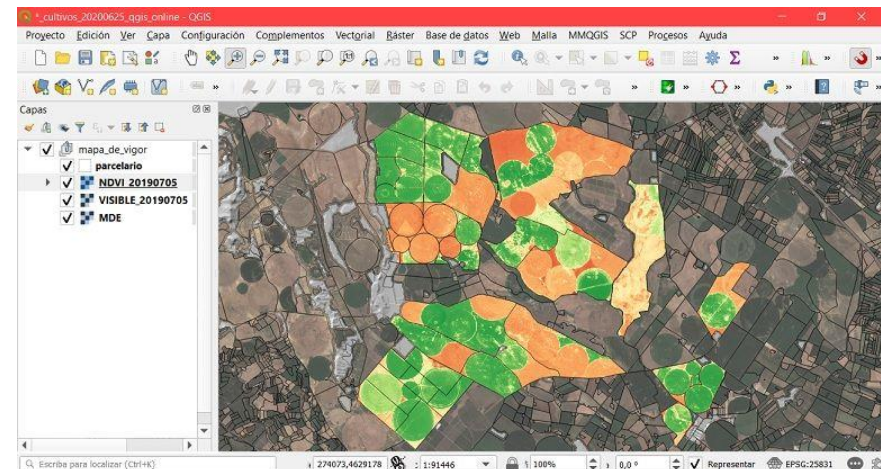 *_cultivos_20200625_qgis_online - QGIS
Proyecto Edición Ver Capa Configuración Complementos Vectorial Ráster Base de datos Web Malla MMQGIS SCP Procesos Ayuda
Capas
mapa_de_vigor
parcelario
NDVI_20190705
VISIBLE_20190705
MDE
Escriba para localizar (Ctrl+K)
274073,4629178 1:91446 100% 0,0 ° Representar EPSG:25831